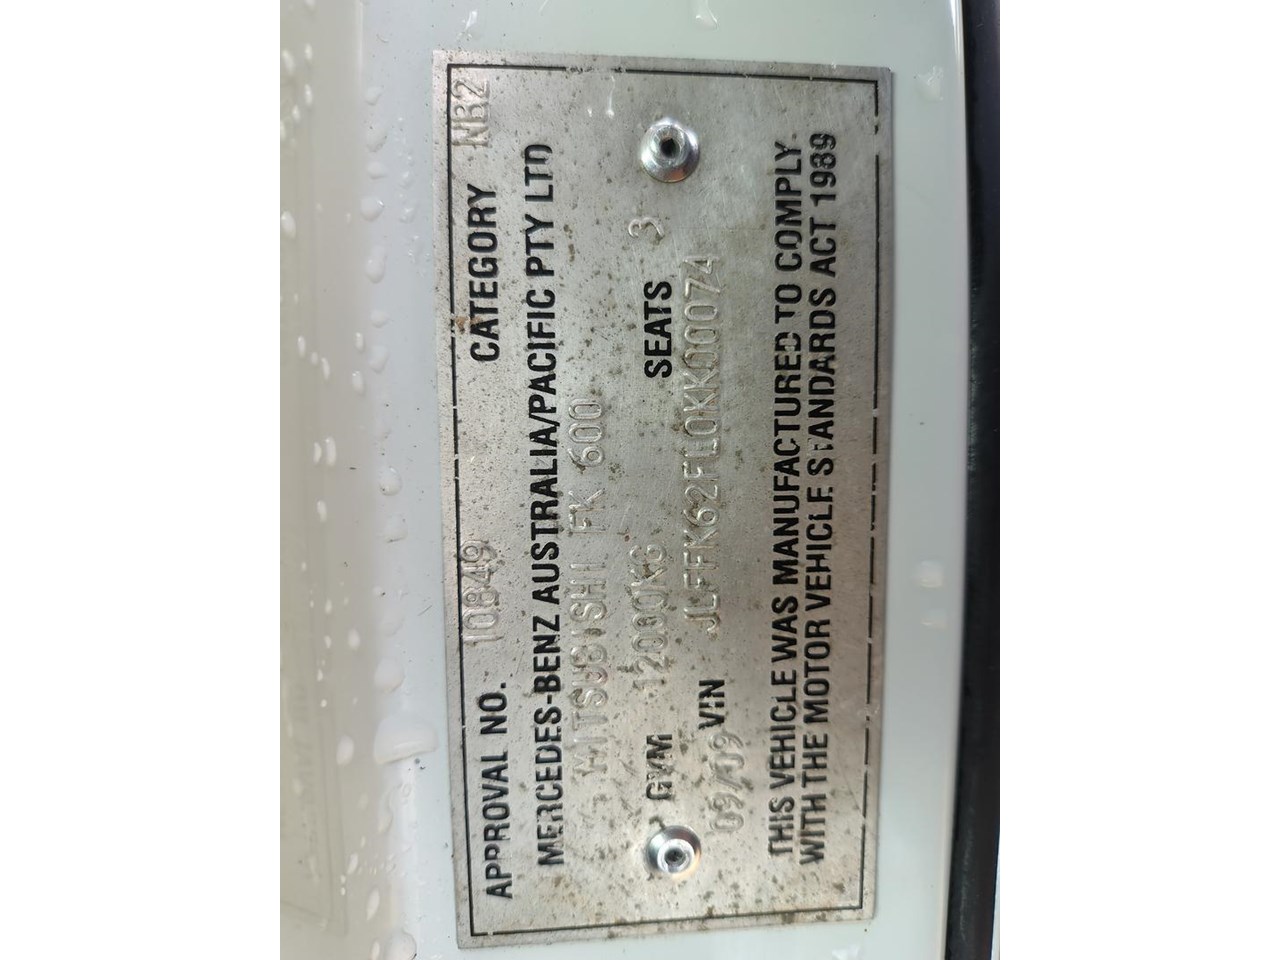 APPROVAL NO. 10849 CATEGORY NB2
MERCEDES-BENZ AUSTRALIA/PACIFIC PTY LTD
MITSUBISHI FK 600
GVM 12000KG SEATS 3
09/09 VIN JLFFK62FL0KK00074
THIS VEHICLE WAS MANUFACTURED TO COMPLY
WITH THE MOTOR VEHICLE STANDARDS ACT 1989